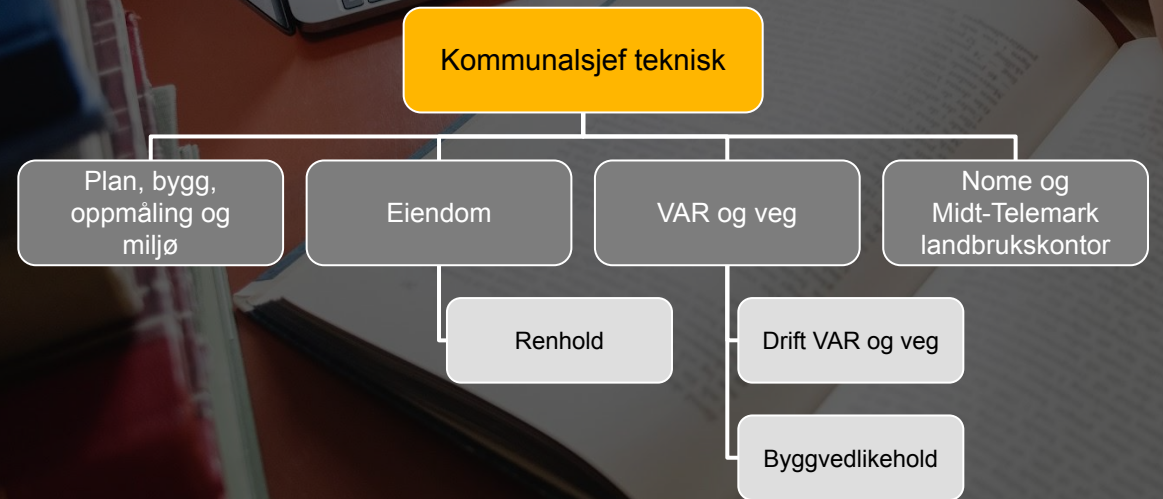 Kommunalsjef teknisk
Plan, bygg,
oppmåling og
miljø
Eiendom
VAR og veg
Nome og
Midt-Telemark
landbrukskontor
Renhold
Drift VAR og veg
Byggvedlikehold